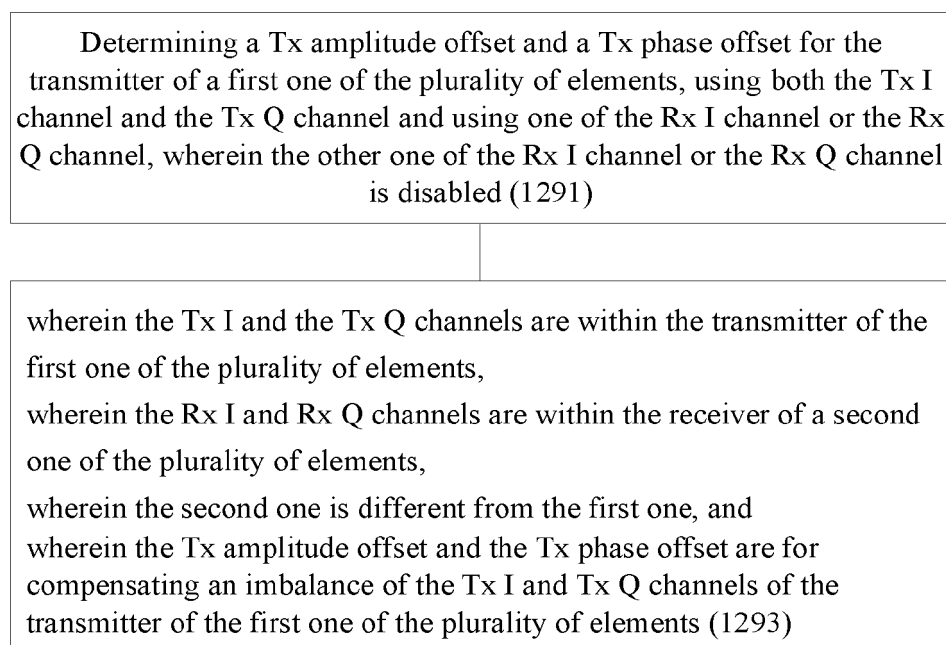 Determining a Tx amplitude offset and a Tx phase offset for the
transmitter of a first one of the plurality of elements, using both the Tx I
channel and the Tx Q channel and using one of the Rx I channel or the Rx
Q channel, wherein the other one of the Rx I channel or the Rx Q channel
is disabled (1291)
wherein the Tx I and the Tx Q channels are within the transmitter of the
first one of the plurality of elements,
wherein the Rx I and Rx Q channels are within the receiver of a second
one of the plurality of elements,
wherein the second one is different from the first one, and
wherein the Tx amplitude offset and the Tx phase offset are for
compensating an imbalance of the Tx I and Tx Q channels of the
transmitter of the first one of the plurality of elements (1293)